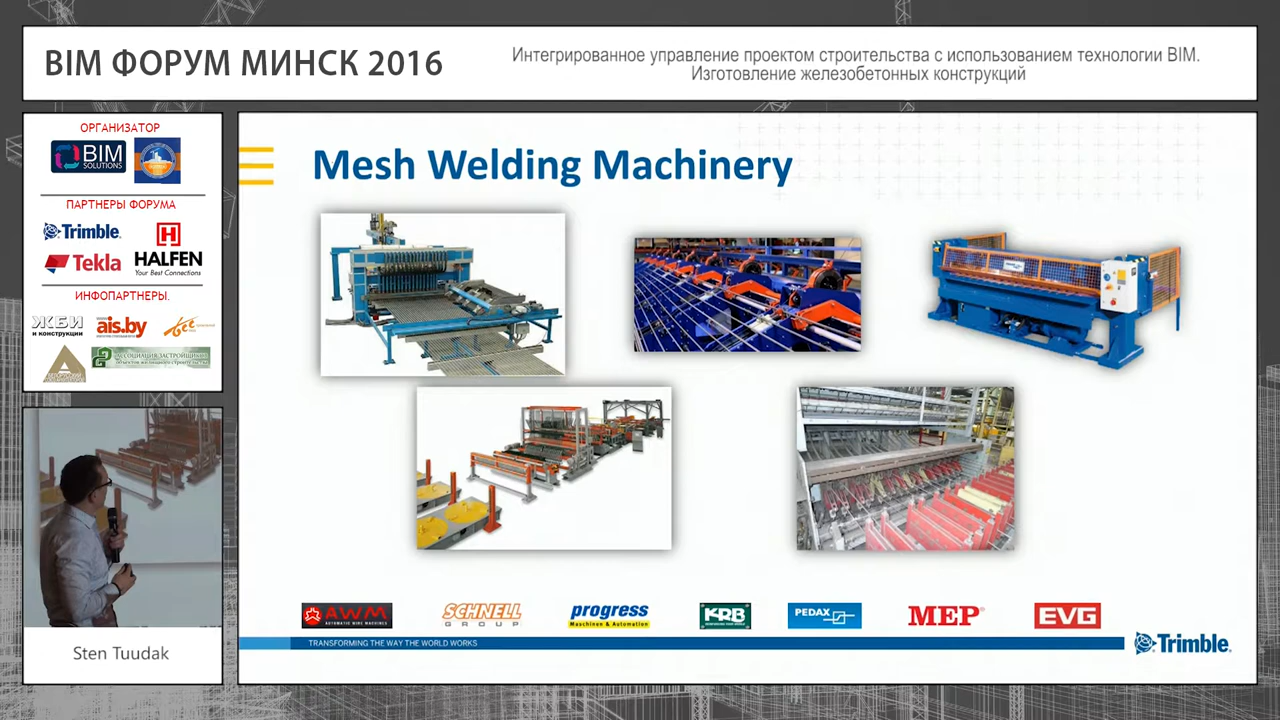 BIM ФОРУМ МИНСК 2016
Интегрированное управление проектом строительства с использованием технологии BIM.
Изготовление железобетонных конструкций
ОРГАНИЗАТОР
BIM
SOLUTIONS
ПАРТНЕРЫ ФОРУМА
Trimble.
HALFEN
Your Best Connections
Tekla
ИНФОПАРТНЕРЫ.
ЖБИ
и конструкции
ais.by
АССОЦИАЦИЯ ЗАСТРОЙЩИКОВ
Sten Tuudak
Mesh Welding Machinery
AWM
AUTOMATIC WIRE MACHINES
SCHNELL
GROUP
progress
Maschinen & Automation
KRB
PEDAX
MEP
EVG
TRANSFORMING THE WAY THE WORLD WORKS
Trimble.